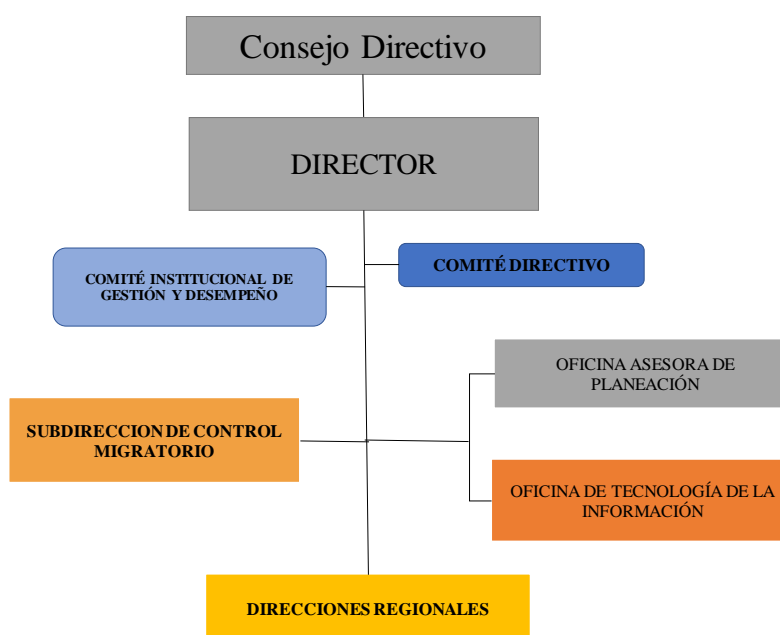 Consejo Directivo
DIRECTOR
COMITÉ INSTITUCIONAL DE
GESTIÓN Y DESEMPEÑO
COMITÉ DIRECTIVO
OFICINA ASESORA DE
PLANEACIÓN
SUBDIRECCION DE CONTROL
MIGRATORIO
OFICINA DE TECNOLOGÍA DE LA
INFORMACIÓN
DIRECCIONES REGIONALES